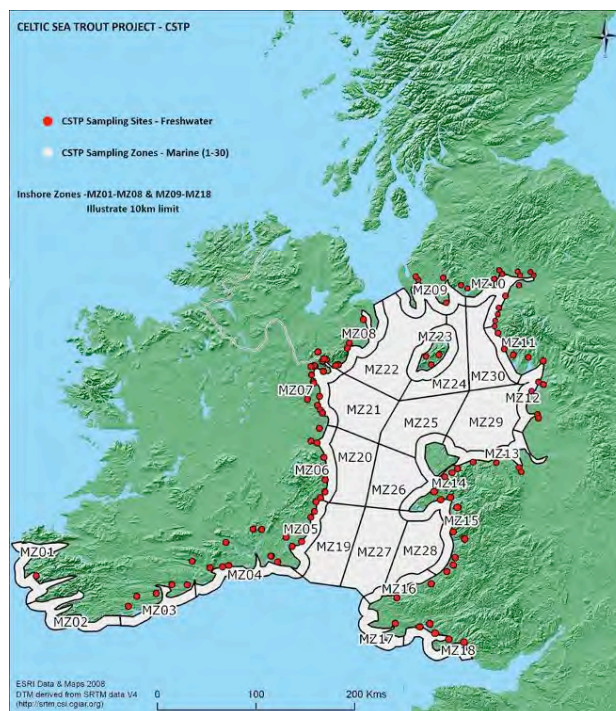 CELTIC SEA TROUT PROJECT - CSTP
CSTP Sampling Sites - Freshwater
CSTP Sampling Zones - Marine (1-30)
Inshore Zones -MZ01-MZ08 & MZ09-MZ18
Illustrate 10km limit
MZ10
MZ09
MZ08
MZ23
MZ11
MZ22
MZ30
MZ24
MZ07
MZ12
MZ21
MZ25
MZ29
MZ20
MZ13
MZ06
MZ14
MZ26
MZ15
MZ05
MZ19
MZ27
MZ28
MZ01
MZ04
MZ16
MZ03
MZ02
MZ17
MZ18
ESRI Data & Maps 2008
DTM derived from SRTM data V4
(http://srtm.csi.cgiar.org)
0 100 200 Kms